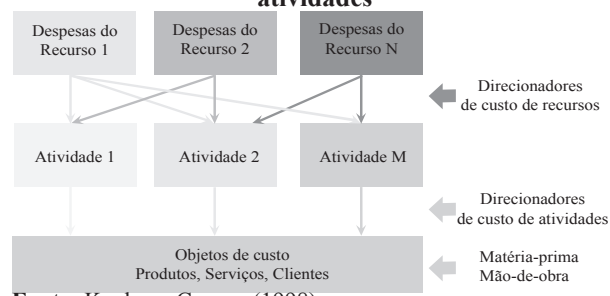 atividades
Despesas do
Recurso 1
Despesas do
Recurso 2
Despesas do
Recurso N
Direcionadores
de custo de recursos
Atividade 1
Atividade 2
Atividade M
Direcionadores
de custo de atividades
Objetos de custo
Produtos, Serviços, Clientes
Matéria-prima
Mão-de-obra